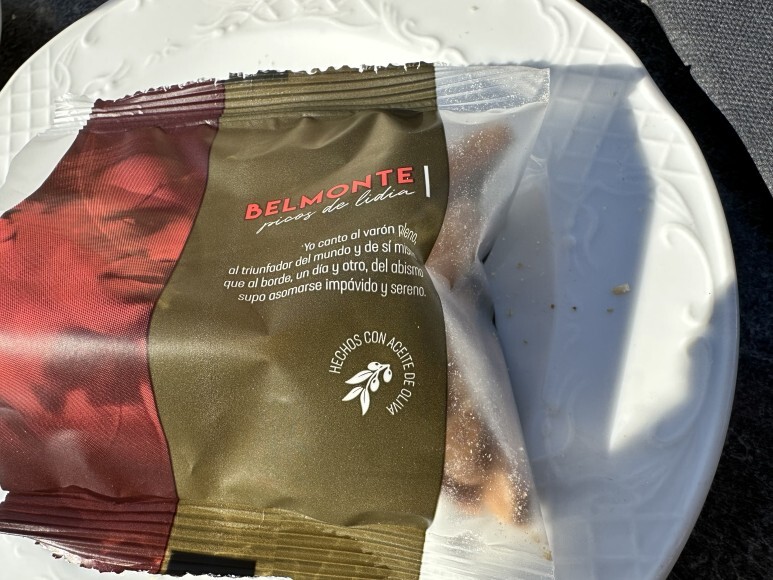 BELMONTE
picos de lidia
Yo canto al varón pleno,
al triunfador del mundo y de sí mismo
que al borde, un día y otro, del abismo
supo asomarse impávido y sereno.
HECHOS CON ACEITE DE OLIVA